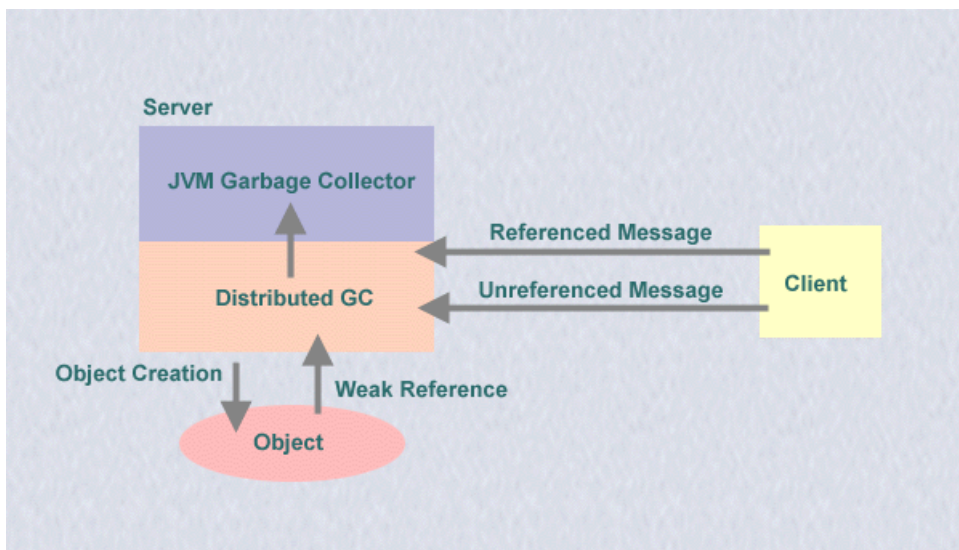 Server
JVM Garbage Collector
Referenced Message
Distributed GC
Unreferenced Message
Client
Object Creation
Weak Reference
Object